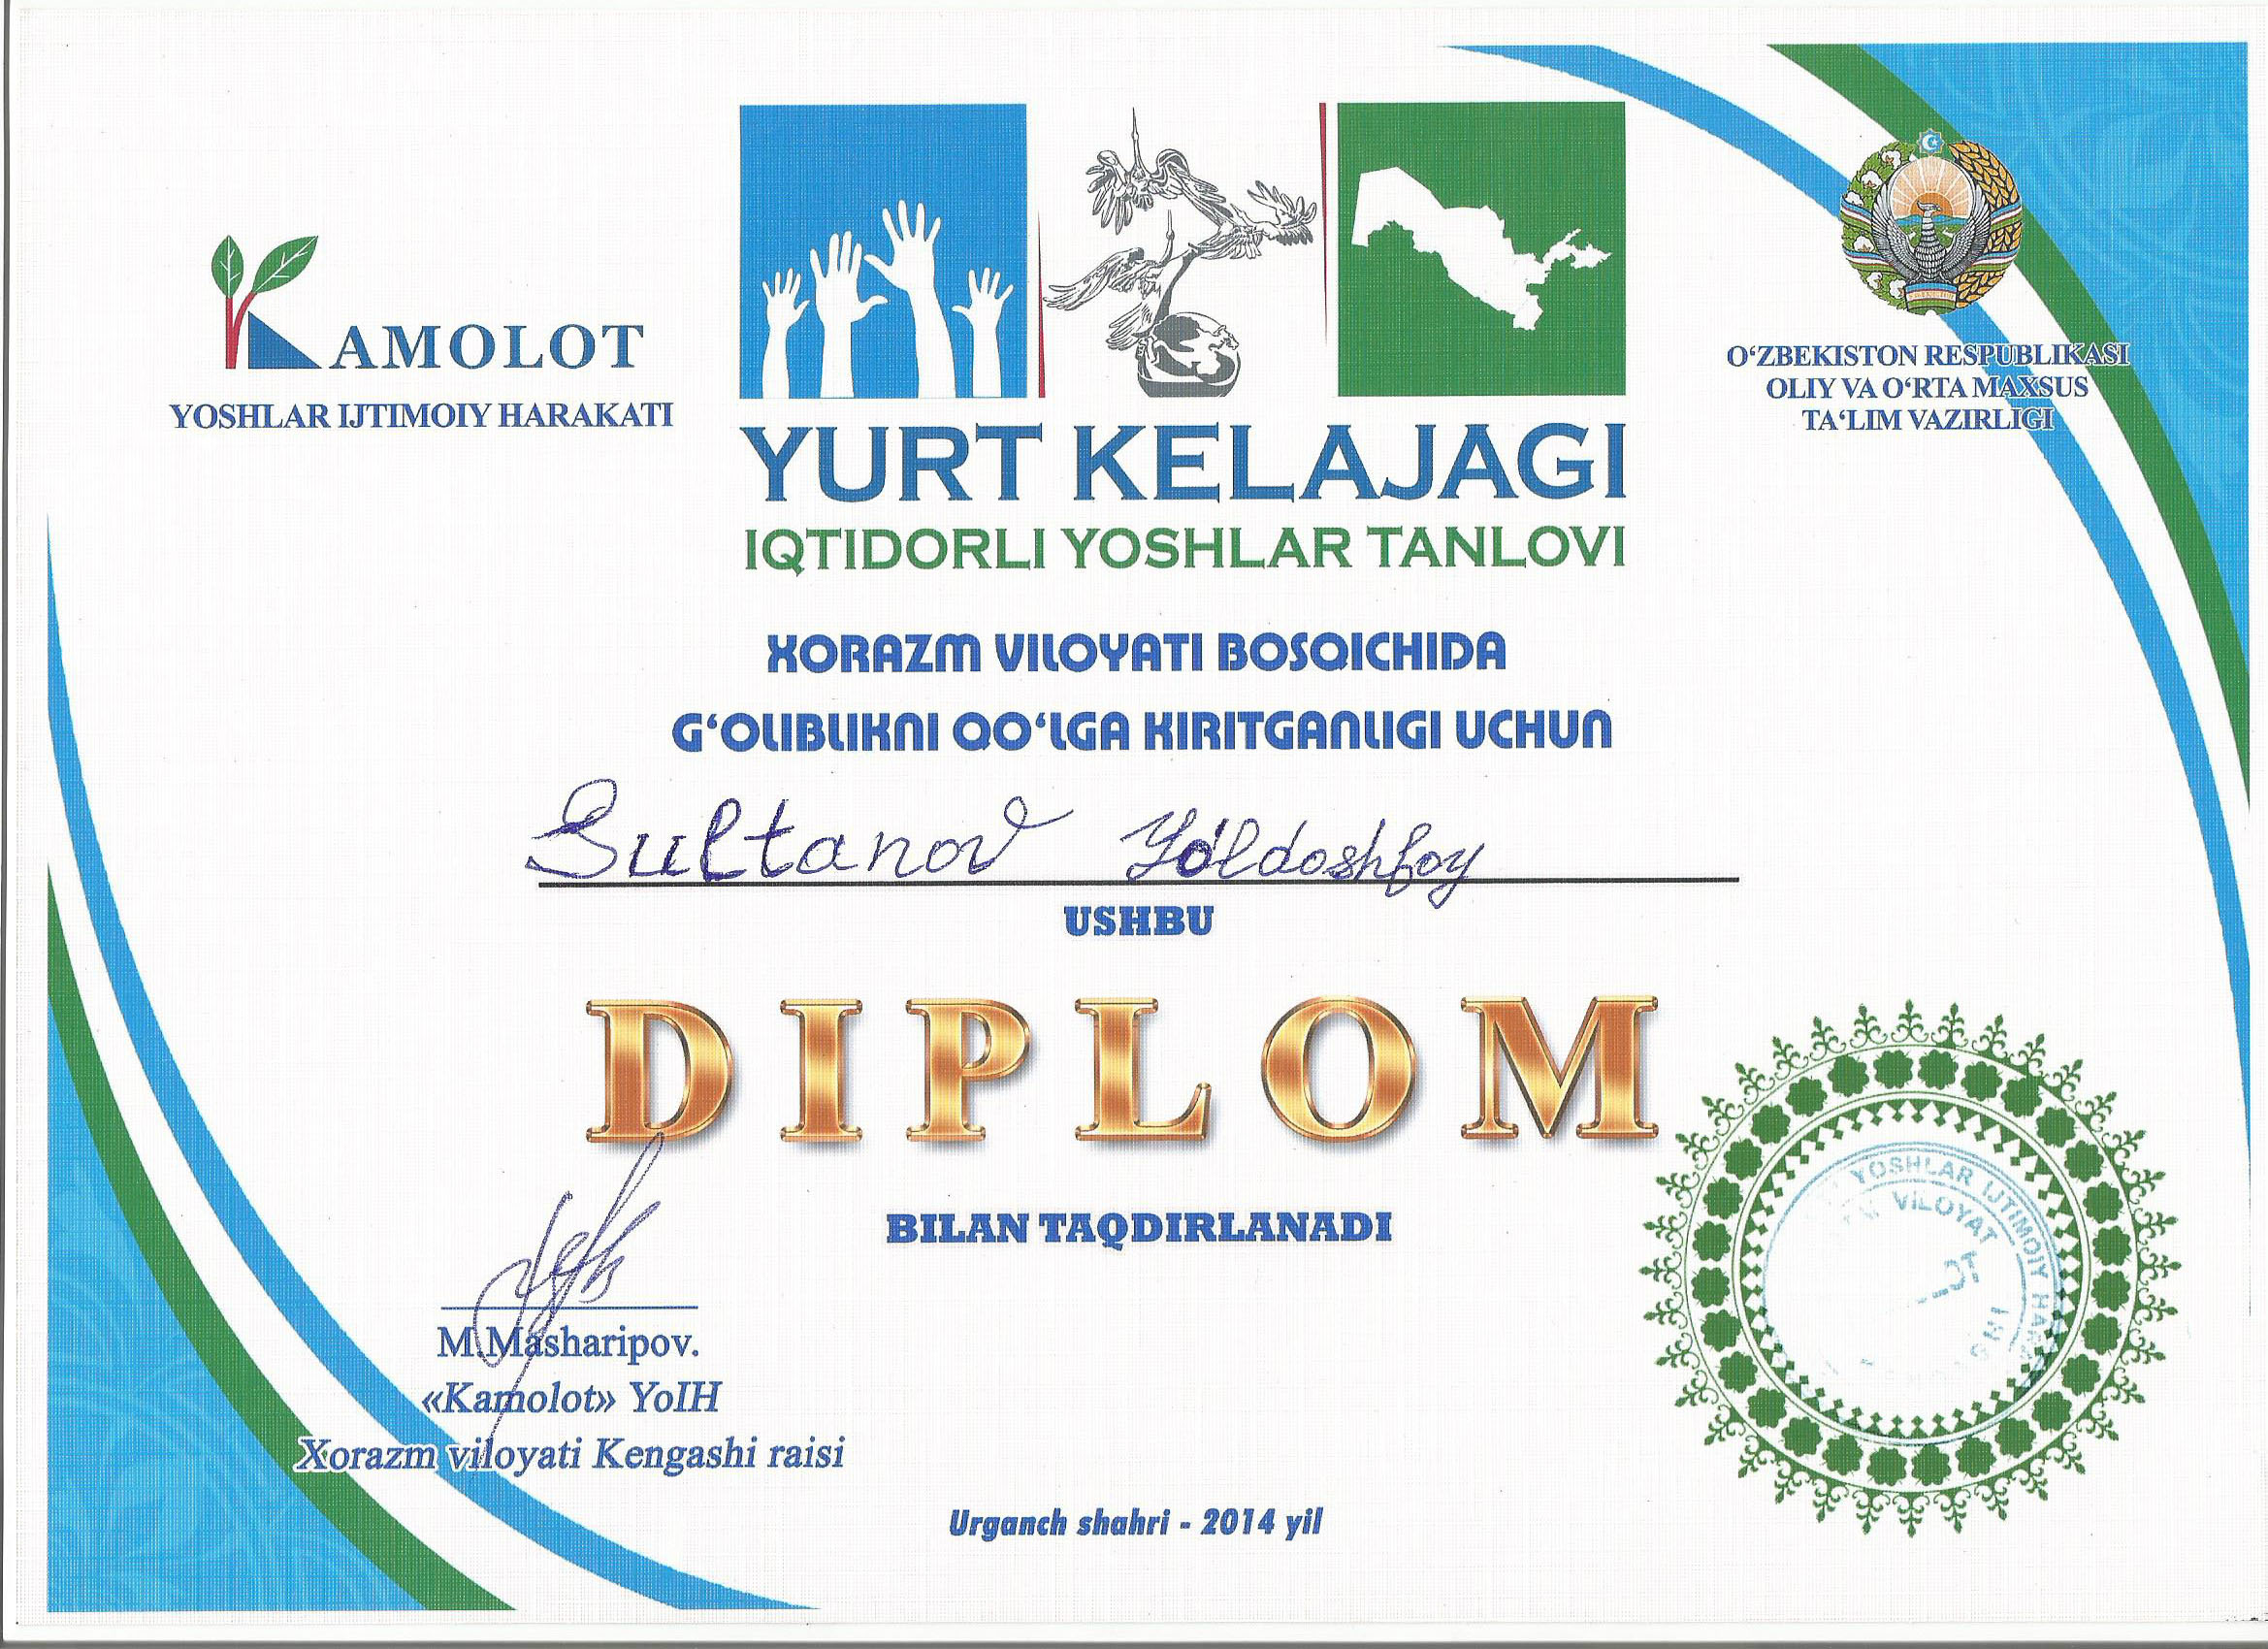 KAMOLOT
YOSHLAR IJTIMOIY HARAKATI
O‘ZBEKISTON RESPUBLIKASI
OLIY VA O‘RTA MAXSUS
TA‘LIM VAZIRLIGI
YURT KELAJAGI
IQTIDORLI YOSHLAR TANLOVI
XORAZM VILOYATI BOSQICHIDA
G‘OLIBLIKNI QO‘LGA KIRITGANLIGI UCHUN
Sultanov Yo'ldoshboy
USHBU
DIPLOM
BILAN TAQDIRLANADI
M.Masharipov.
«Kamolot» YoIH
Xorazm viloyati Kengashi raisi
YOSHLAR IJTIMOIY
VILOYAT
Urganch shahri - 2014 yil